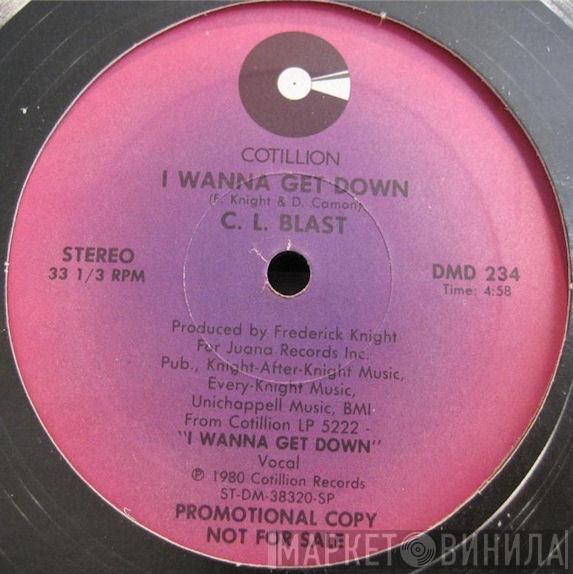 COTILLION
I WANNA GET DOWN
(F. Knight & D. Camon)
C. L. BLAST
STEREO
33 1/3 RPM
DMD 234
Time: 4:58
Produced by Frederick Knight
For Juana Records Inc.
Pub., Knight-After-Knight Music,
Every-Knight Music,
Unichappell Music, BMI
From Cotillion LP 5222 -
"I WANNA GET DOWN"
Vocal
℗ 1980 Cotillion Records
ST-DM-38320-SP
PROMOTIONAL COPY
NOT FOR SALE
МАРКЕТ ВИНИЛА